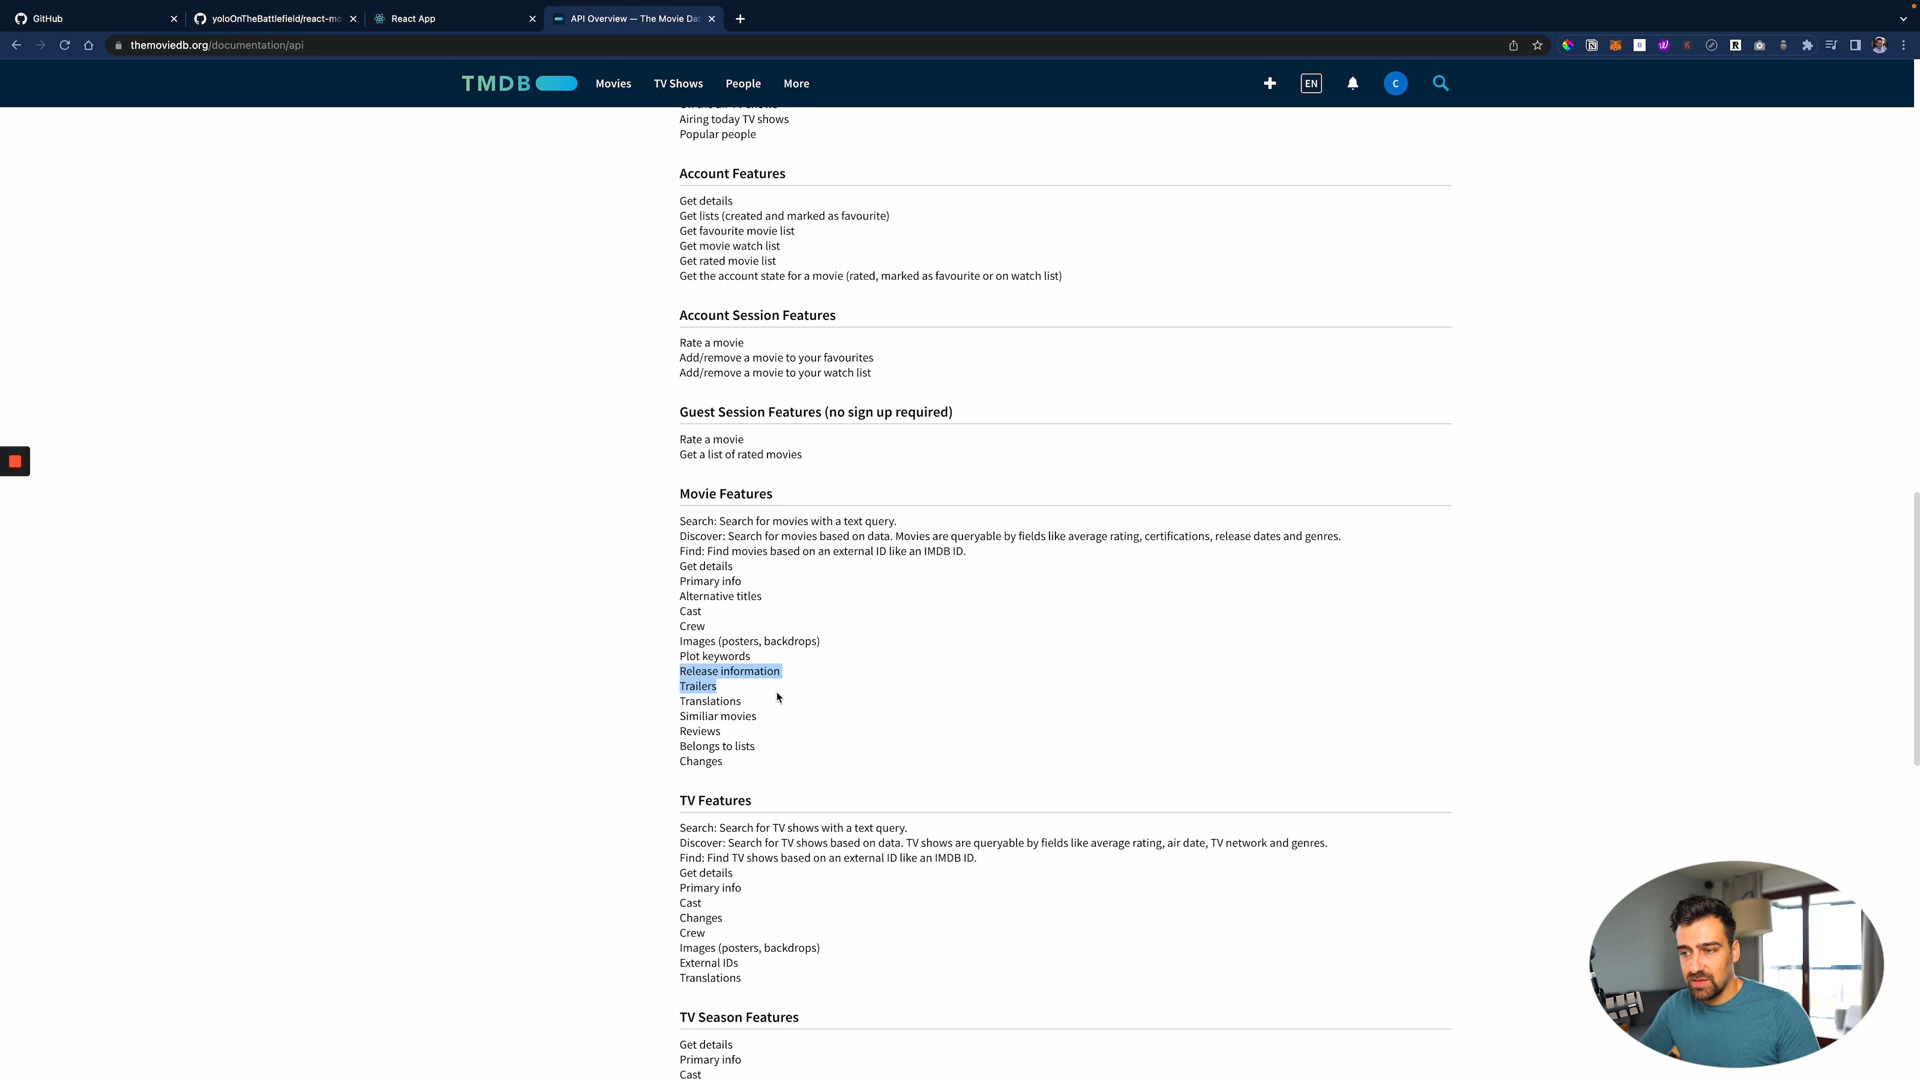 GitHub
yoloOnTheBattlefield/react-mo
React App
API Overview — The Movie Da
themoviedb.org/documentation/api
TMDB
Movies
TV Shows
People
More
EN
C
Airing today TV shows
Popular people
Account Features
Get details
Get lists (created and marked as favourite)
Get favourite movie list
Get movie watch list
Get rated movie list
Get the account state for a movie (rated, marked as favourite or on watch list)
Account Session Features
Rate a movie
Add/remove a movie to your favourites
Add/remove a movie to your watch list
Guest Session Features (no sign up required)
Rate a movie
Get a list of rated movies
Movie Features
Search: Search for movies with a text query.
Discover: Search for movies based on data. Movies are queryable by fields like average rating, certifications, release dates and genres.
Find: Find movies based on an external ID like an IMDB ID.
Get details
Primary info
Alternative titles
Cast
Crew
Images (posters, backdrops)
Plot keywords
Release information
Trailers
Translations
Similiar movies
Reviews
Belongs to lists
Changes
TV Features
Search: Search for TV shows with a text query.
Discover: Search for TV shows based on data. TV shows are queryable by fields like average rating, air date, TV network and genres.
Find: Find TV shows based on an external ID like an IMDB ID.
Get details
Primary info
Cast
Changes
Crew
Images (posters, backdrops)
External IDs
Translations
TV Season Features
Get details
Primary info
Cast